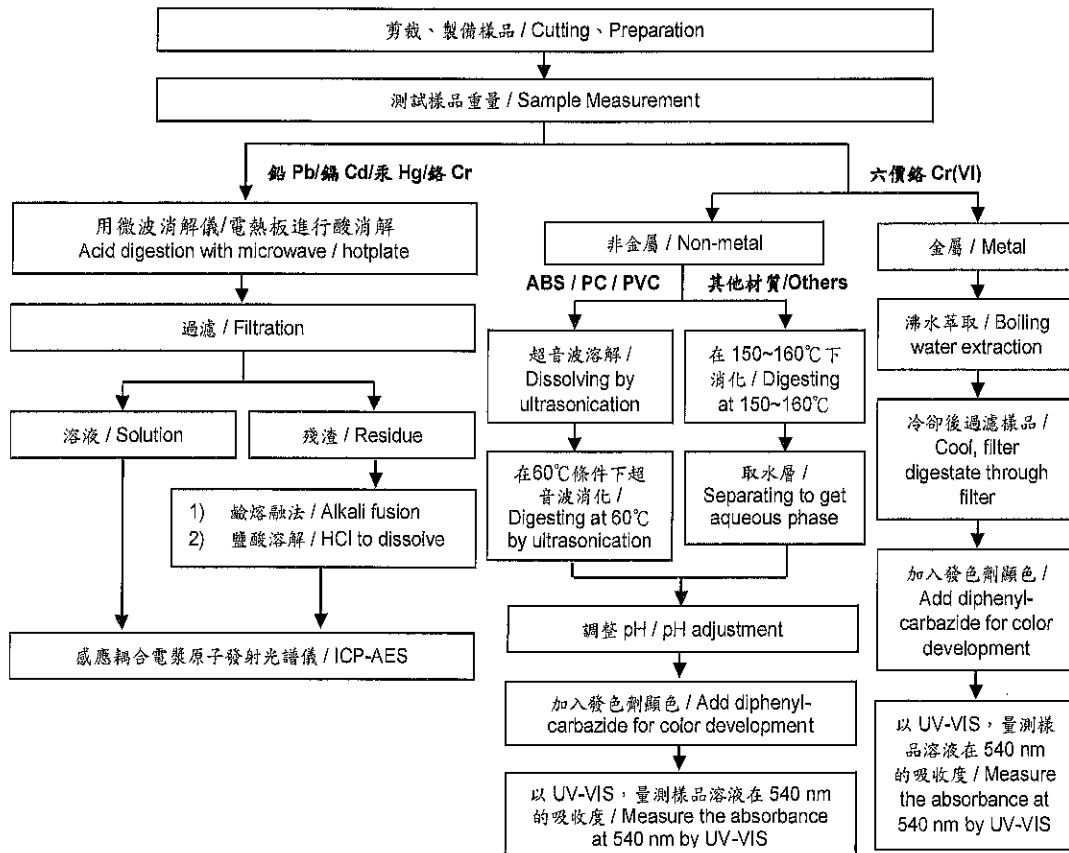 剪裁、製備樣品 / Cutting、Preparation
測試樣品重量 / Sample Measurement
鉛 Pb/鎘 Cd/汞 Hg/鉻 Cr
六價鉻 Cr(VI)
用微波消解儀/電熱板進行酸消解
Acid digestion with microwave / hotplate
非金屬 / Non-metal
金屬 / Metal
ABS / PC / PVC
其他材質/Others
過濾 / Filtration
沸水萃取 / Boiling
water extraction
超音波溶解 /
Dissolving by
ultrasonication
在 150~160℃下
消化 / Digesting
at 150~160℃
溶液 / Solution
殘渣 / Residue
冷卻後過濾樣品 /
Cool, filter
digestate through
filter
在60℃條件下超
音波消化 /
Digesting at 60℃
by ultrasonication
取水層 /
Separating to get
aqueous phase
1) 鹼熔融法 / Alkali fusion
2) 鹽酸溶解 / HCl to dissolve
加入發色劑顯色 /
Add diphenyl-
carbazide for color
development
調整 pH / pH adjustment
感應耦合電漿原子發射光譜儀 / ICP-AES
加入發色劑顯色 / Add diphenyl-
carbazide for color development
以 UV-VIS，量測樣
品溶液在 540 nm
的吸收度 / Measure
the absorbance at
540 nm by UV-VIS
以 UV-VIS，量測樣品溶液在 540 nm
的吸收度 / Measure the absorbance
at 540 nm by UV-VIS